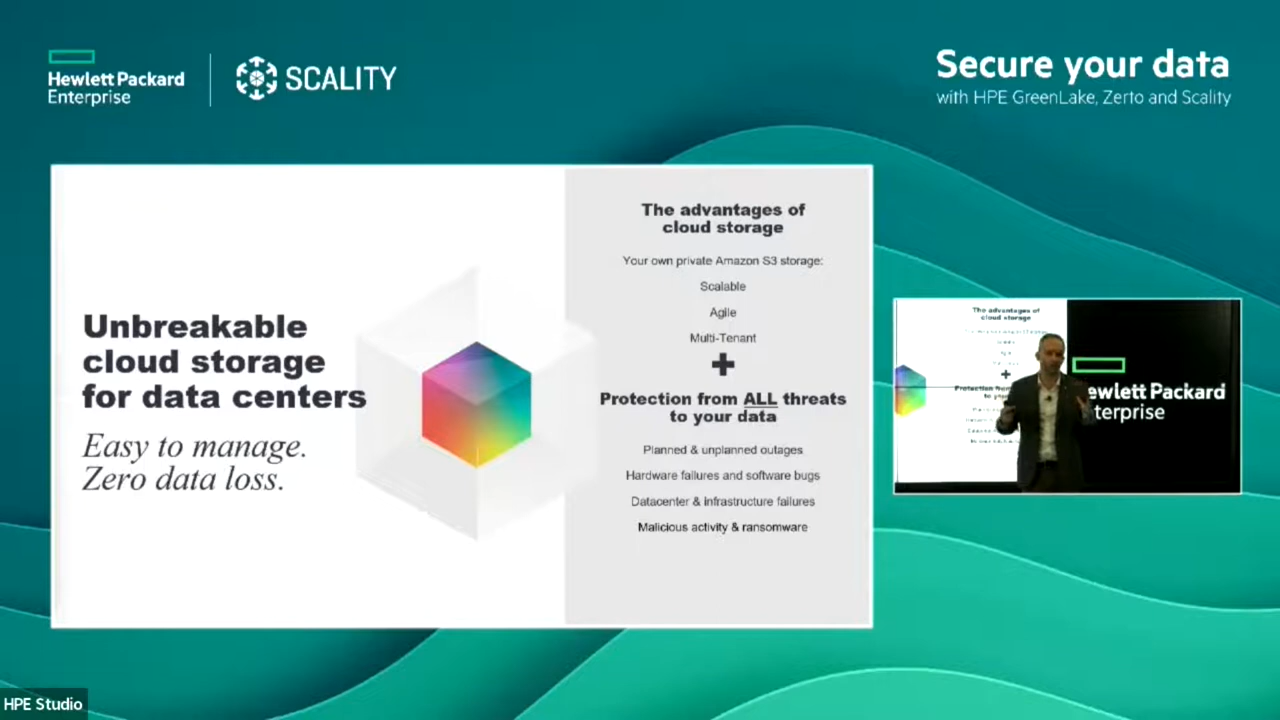 Hewlett Packard
Enterprise
SCALITY
Secure your data
with HPE GreenLake, Zerto and Scality
Unbreakable
cloud storage
for data centers
Easy to manage.
Zero data loss.
The advantages of
cloud storage
Your own private Amazon S3 storage:
Scalable
Agile
Multi-Tenant
+
Protection from ALL threats
to your data
Planned & unplanned outages
Hardware failures and software bugs
Datacenter & infrastructure failures
Malicious activity & ransomware
The advantages of
cloud storage
+
Protection from
ewlett Packard
terprise
HPE Studio